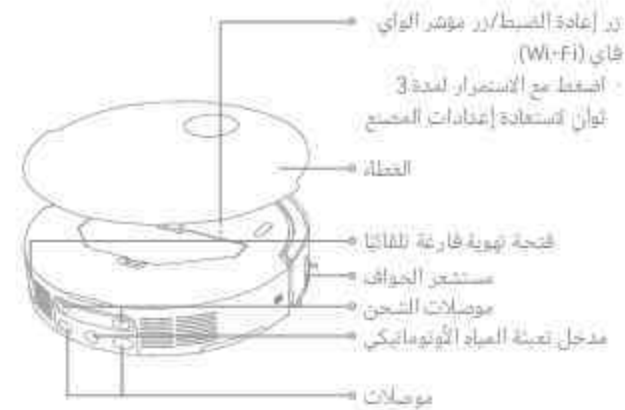 زر إعادة الضبط/زر مؤشر الواي
فاي (Wi-Fi)
· اضغط مع الاستمرار لمدة 3
ثوانٍ لاستعادة إعدادات المصنع
الغطاء
فتحة تهوية فارغة تلقائيًا
مستشعر الحواف
موصلات الشحن
مدخل تعبئة المياه الأوتوماتيكي
موصلات